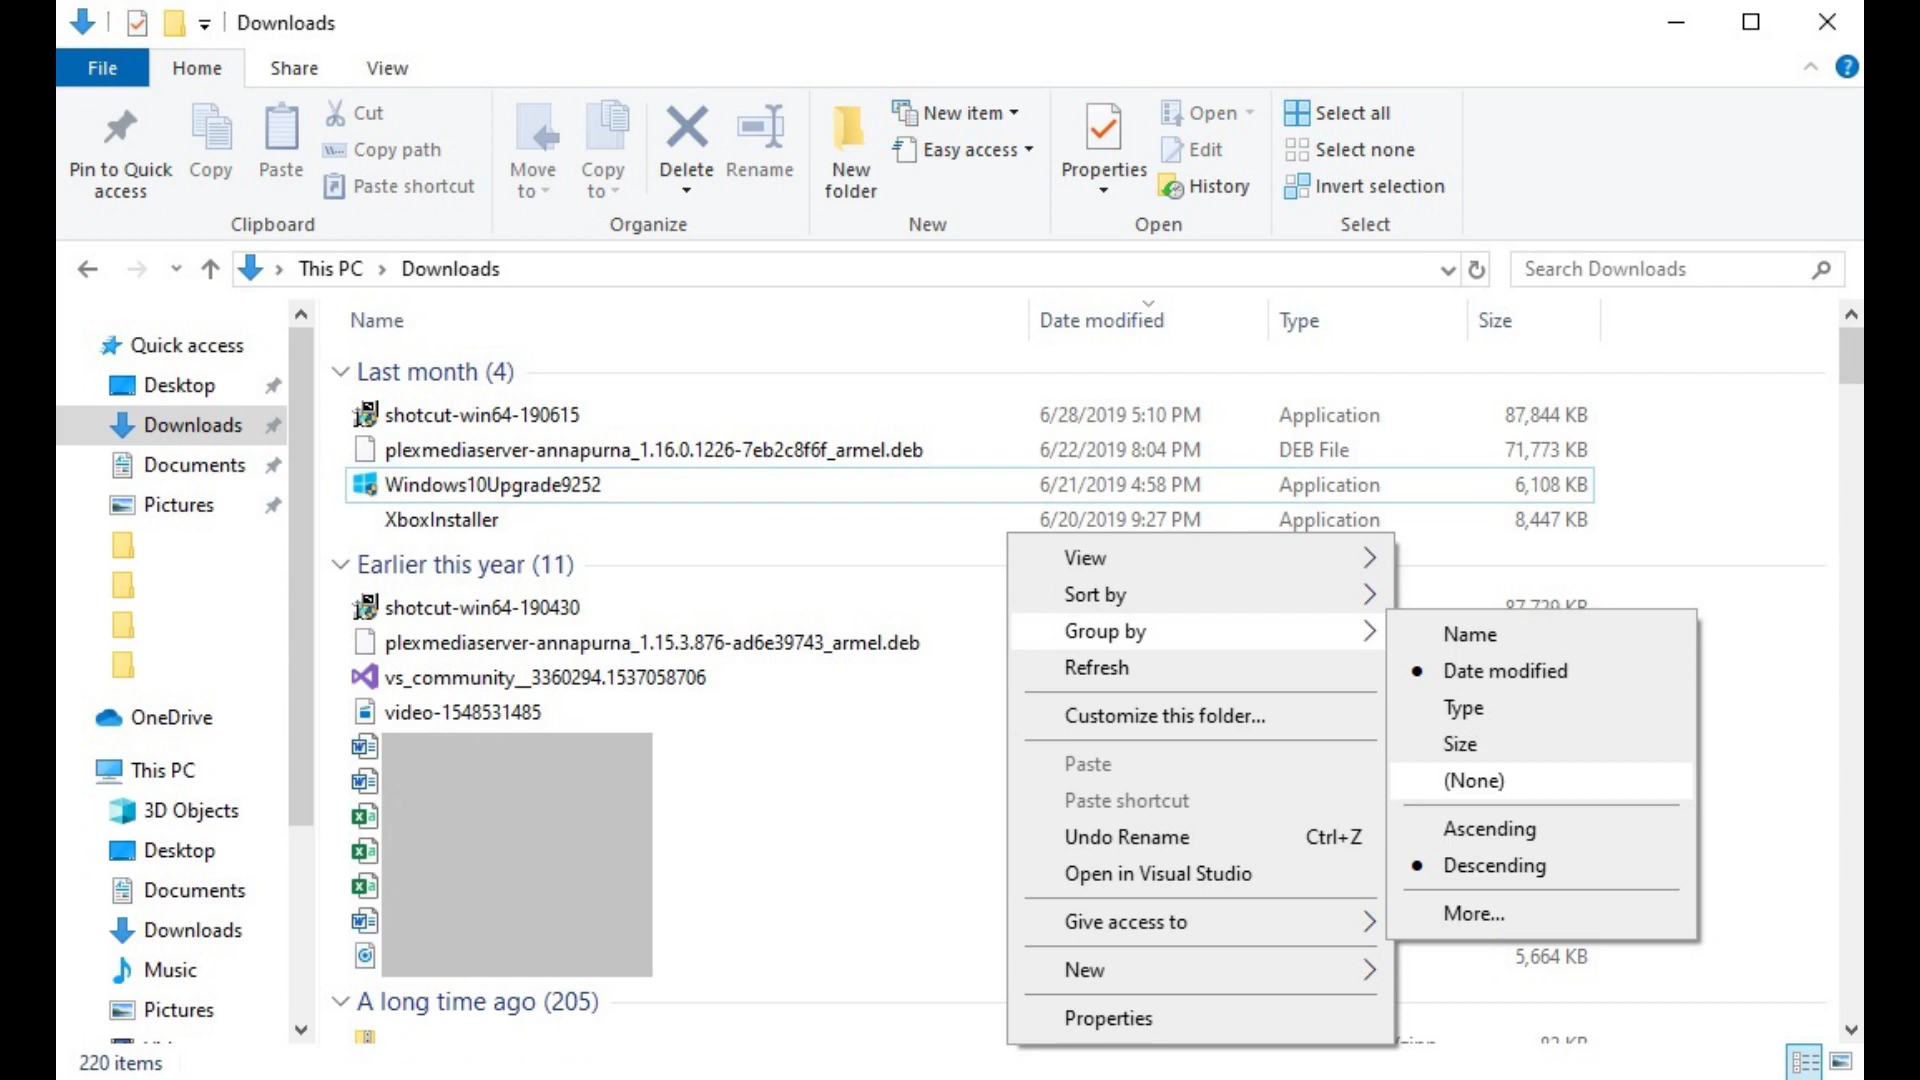 Downloads
File Home Share View
Pin to Quick access
Copy
Paste
Cut
Copy path
Paste shortcut
Clipboard
Move to
Copy to
Delete
Rename
Organize
New folder
New item
Easy access
New
Properties
Open
Edit
History
Open
Select all
Select none
Invert selection
Select
This PC > Downloads
Search Downloads
Quick access
Desktop
Downloads
Documents
Pictures
OneDrive
This PC
3D Objects
Desktop
Documents
Downloads
Music
Pictures
Name Date modified Type Size
Last month (4)
shotcut-win64-190615 6/28/2019 5:10 PM Application 87,844 KB
plexmediaserver-annapurna_1.16.0.1226-7eb2c8f6f_armel.deb 6/22/2019 8:04 PM DEB File 71,773 KB
Windows10Upgrade9252 6/21/2019 4:58 PM Application 6,108 KB
XboxInstaller 6/20/2019 9:27 PM Application 8,447 KB
Earlier this year (11)
shotcut-win64-190430
plexmediaserver-annapurna_1.15.3.876-ad6e39743_armel.deb
vs_community__3360294.1537058706
video-1548531485
5,664 KB
A long time ago (205)
View
Sort by
Group by
Refresh
Customize this folder...
Paste
Paste shortcut
Undo Rename Ctrl+Z
Open in Visual Studio
Give access to
New
Properties
Name
Date modified
Type
Size
(None)
Ascending
Descending
More...
220 items